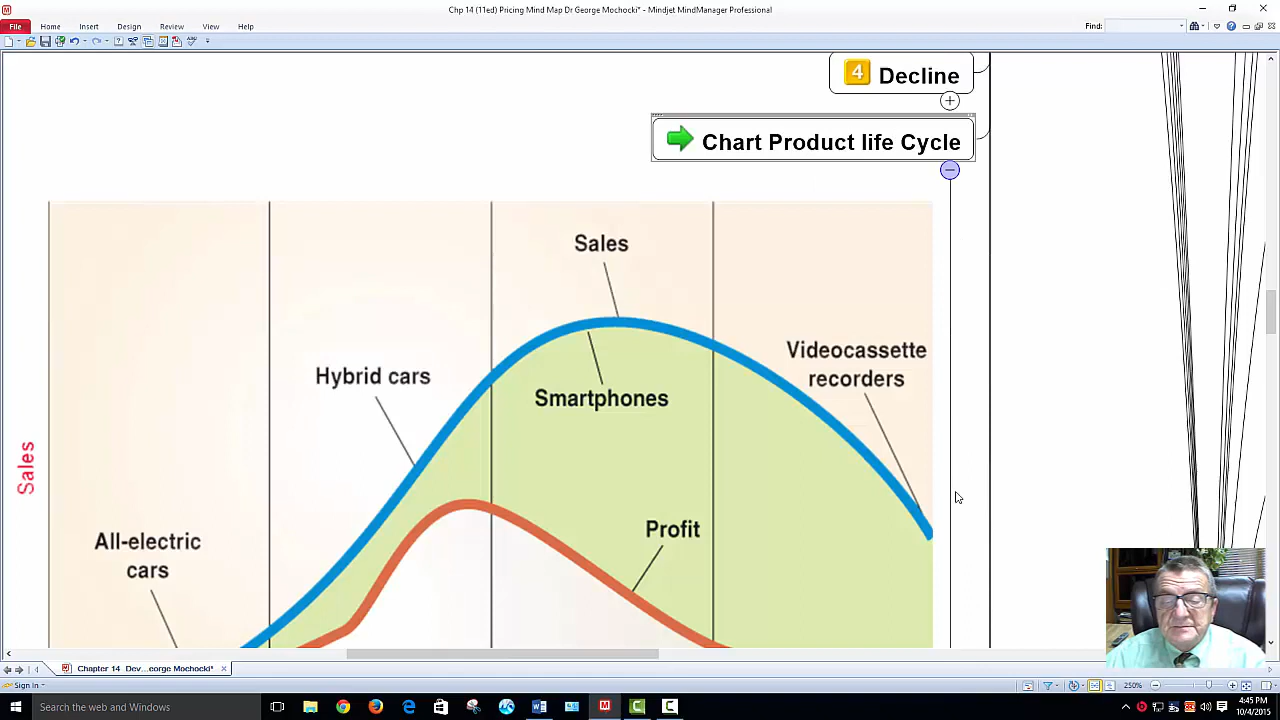 Chp 14 (11ed) Pricing Mind Map Dr George Mochocki* - Mindjet MindManager Professional
File Home Insert Design Review View Find:
4 Decline
Chart Product life Cycle
Sales
Videocassette
recorders
Hybrid cars
Smartphones
Sales
Profit
All-electric
cars
Chapter 14 Dev...eorge Mochocki*
Sign In 250%
Search the web and Windows
4:45 PM
10/4/2015